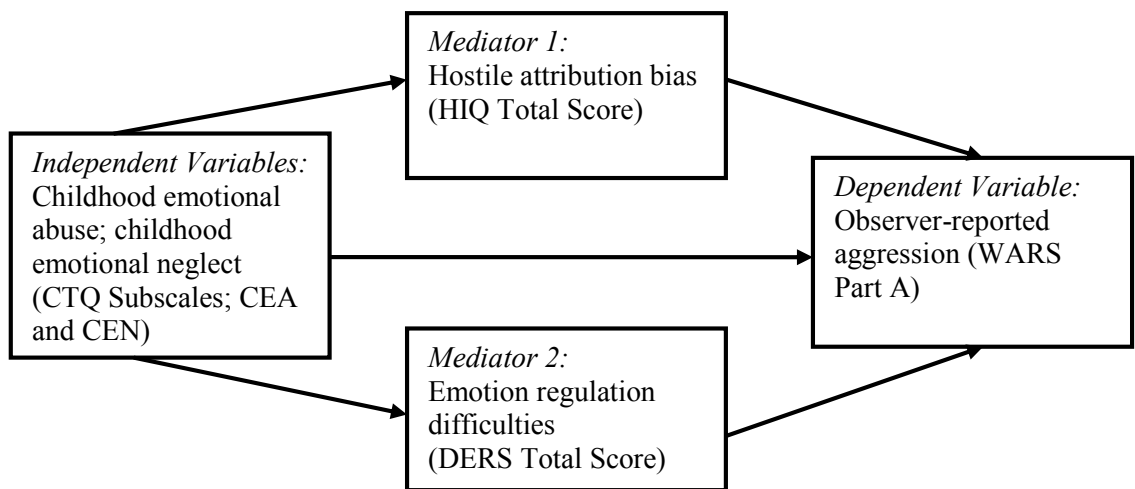 Mediator 1:
Hostile attribution bias
(HIQ Total Score)
Independent Variables:
Childhood emotional
abuse; childhood
emotional neglect
(CTQ Subscales; CEA
and CEN)
Dependent Variable:
Observer-reported
aggression (WARS
Part A)
Mediator 2:
Emotion regulation
difficulties
(DERS Total Score)